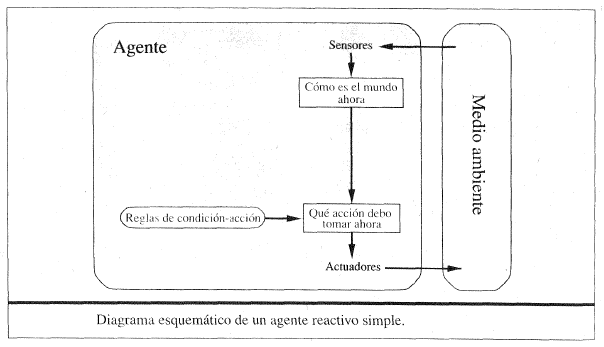 Agente
Sensores
Cómo es el mundo
ahora
Medio ambiente
Reglas de condición-acción
Qué acción debo
tomar ahora
Actuadores
Diagrama esquemático de un agente reactivo simple.